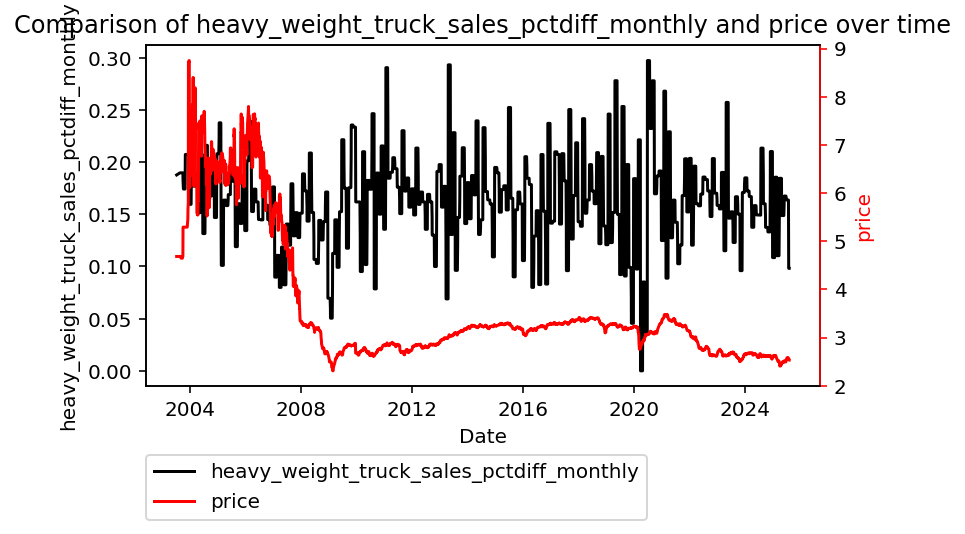 Comparison of heavy_weight_truck_sales_pctdiff_monthly and price over time
heavy_weight_truck_sales_pctdiff_monthly
0.30
0.25
0.20
0.15
0.10
0.05
0.00
9
8
7
6
5
4
3
2
price
2004 2008 2012 2016 2020 2024
Date
heavy_weight_truck_sales_pctdiff_monthly
price